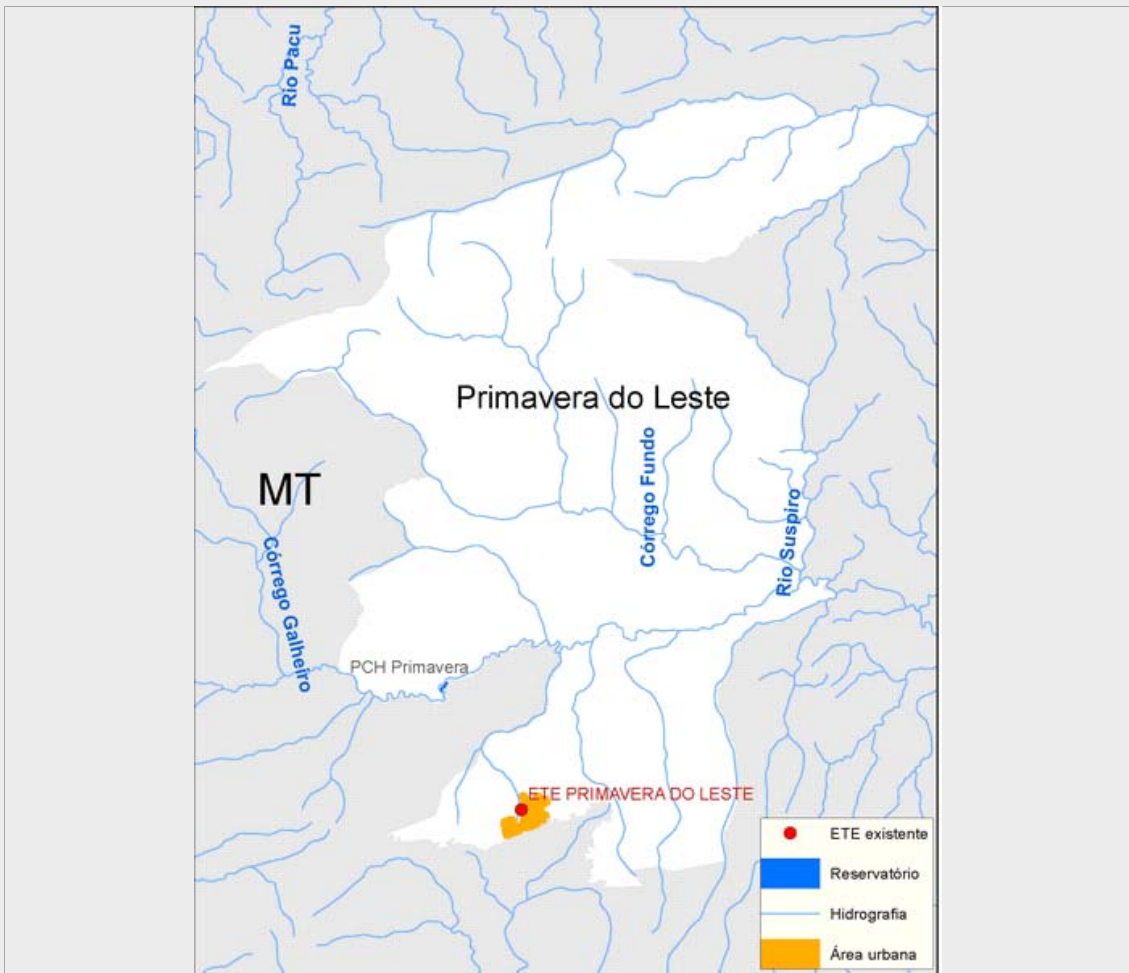 Rio Pacu
Primavera do Leste
Córrego Fundo
MT
Rio Suspiro
Córrego Galheiro
PCH Primavera
ETE PRIMAVERA DO LESTE
ETE existente
Reservatório
Hidrografia
Área urbana